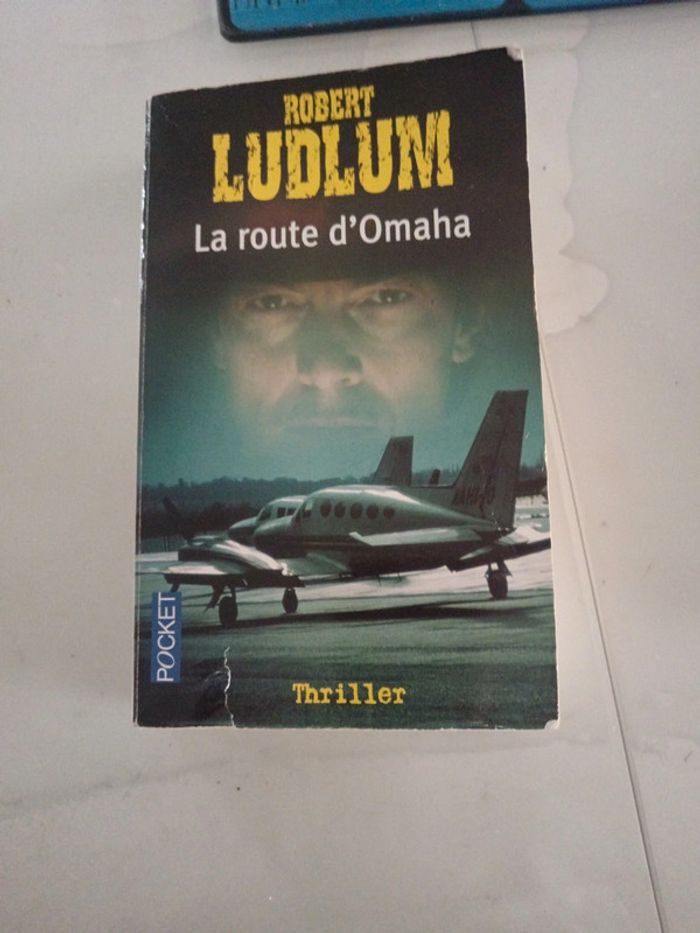 ROBERT
LUDLUM
La route d'Omaha
POCKET
Thriller